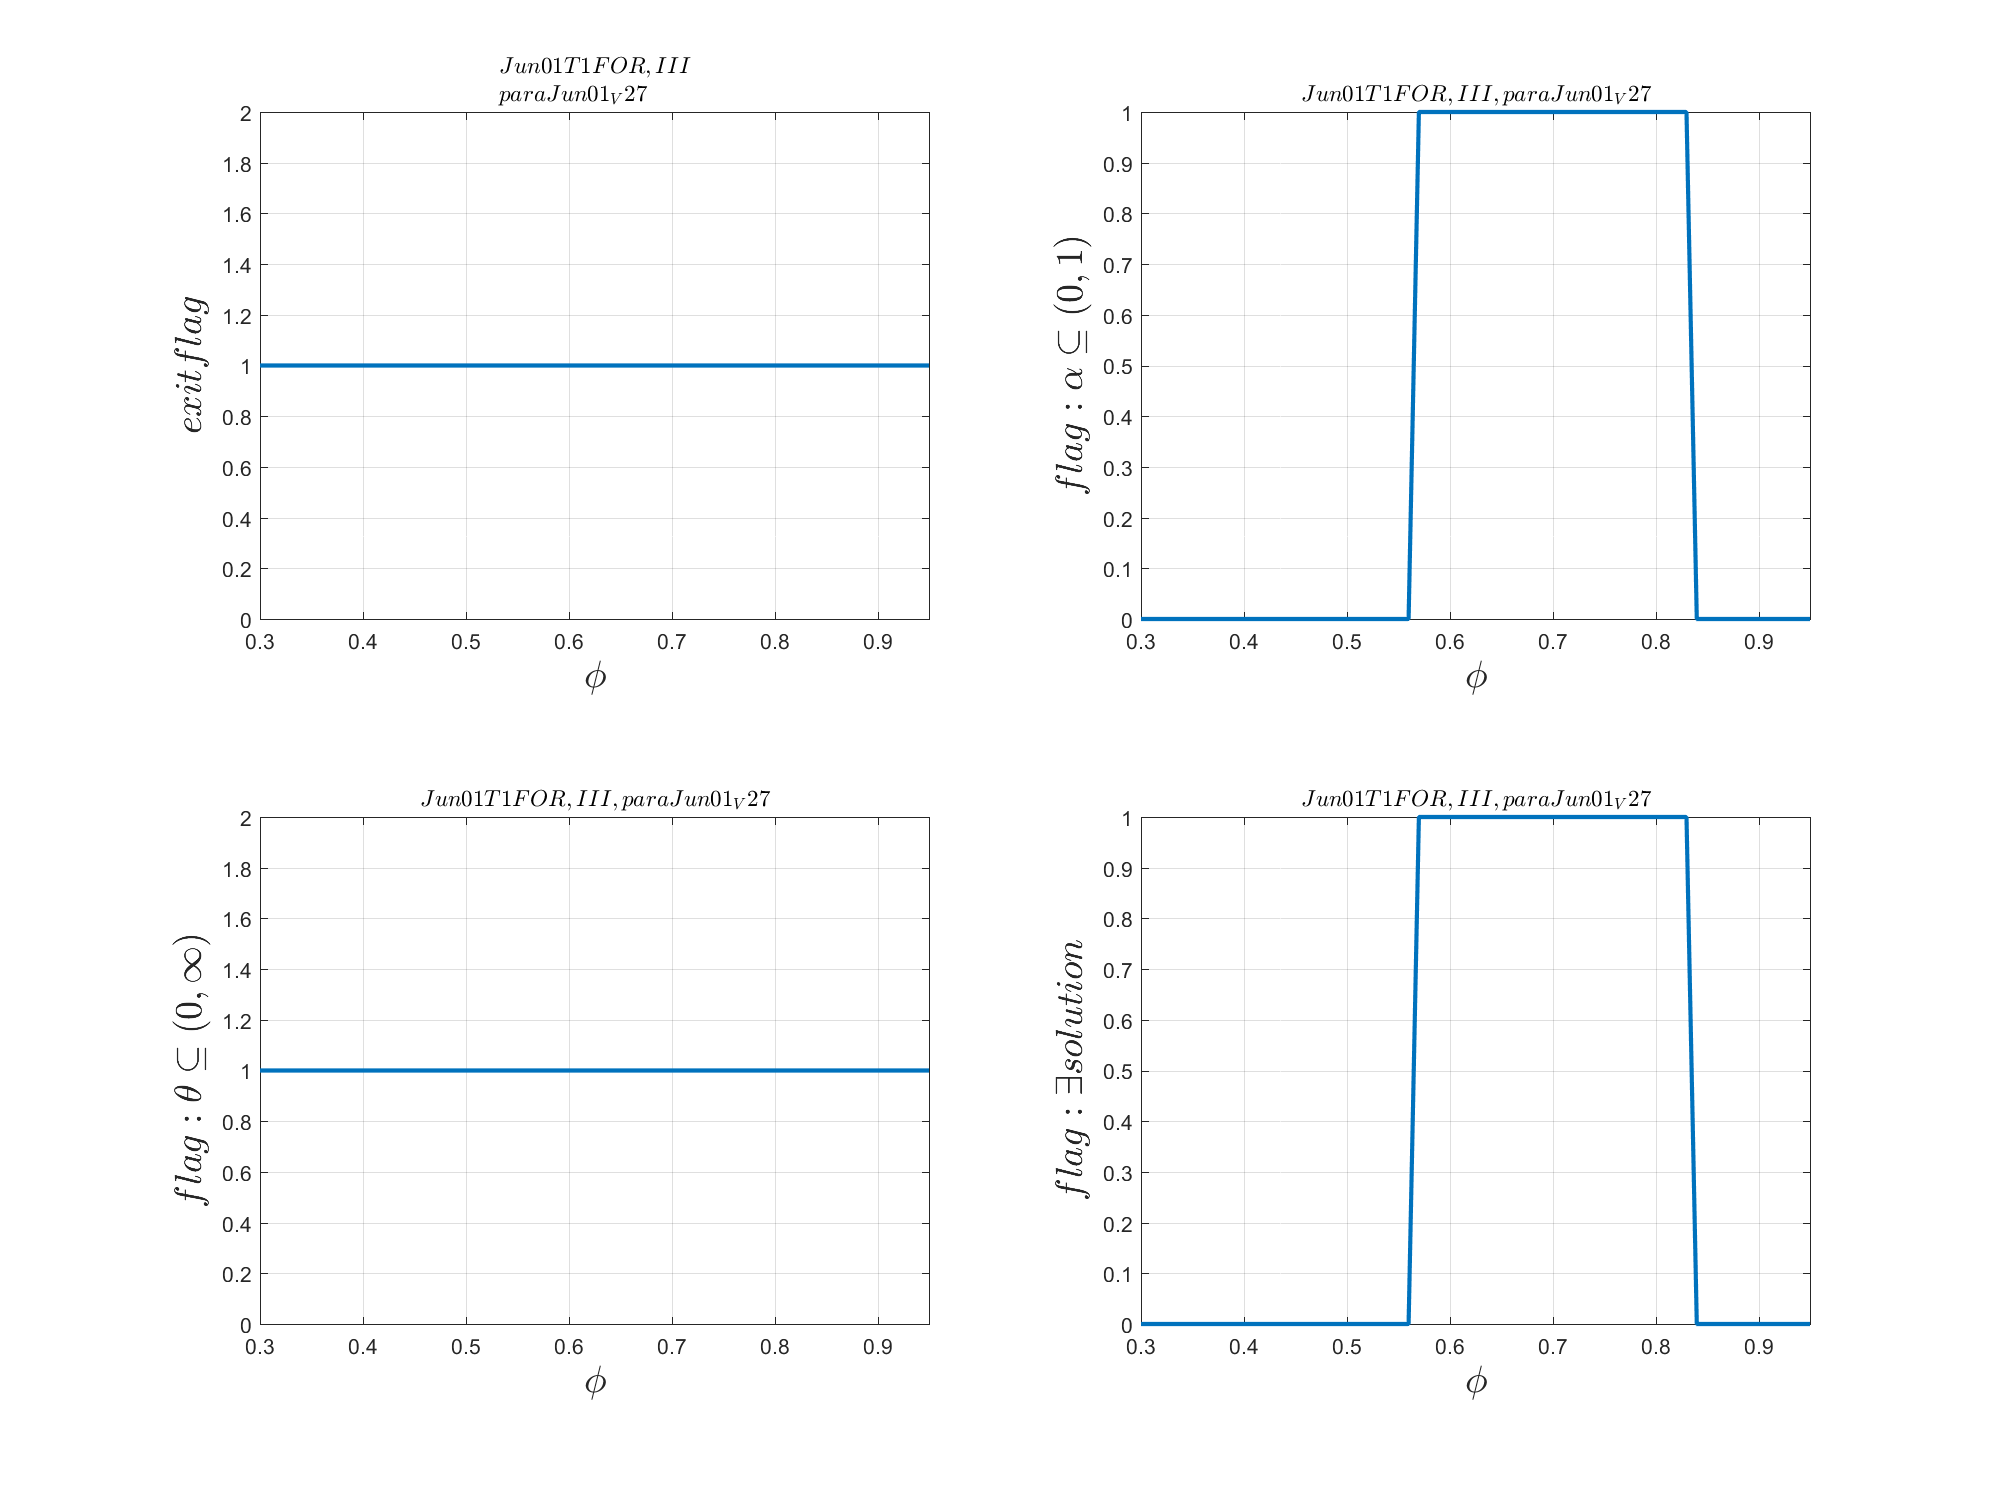 Jun01T1FOR, III
paraJun01_V27
exitflag
2
1.8
1.6
1.4
1.2
1
0.8
0.6
0.4
0.2
0
0.3 0.4 0.5 0.6 0.7 0.8 0.9
ϕ
Jun01T1FOR, III, paraJun01_V27
flag : α ⊆ (0, 1)
1
0.9
0.8
0.7
0.6
0.5
0.4
0.3
0.2
0.1
0
0.3 0.4 0.5 0.6 0.7 0.8 0.9
ϕ
Jun01T1FOR, III, paraJun01_V27
flag : θ ⊆ (0, ∞)
2
1.8
1.6
1.4
1.2
1
0.8
0.6
0.4
0.2
0
0.3 0.4 0.5 0.6 0.7 0.8 0.9
ϕ
Jun01T1FOR, III, paraJun01_V27
flag : ∃solution
1
0.9
0.8
0.7
0.6
0.5
0.4
0.3
0.2
0.1
0
0.3 0.4 0.5 0.6 0.7 0.8 0.9
ϕ